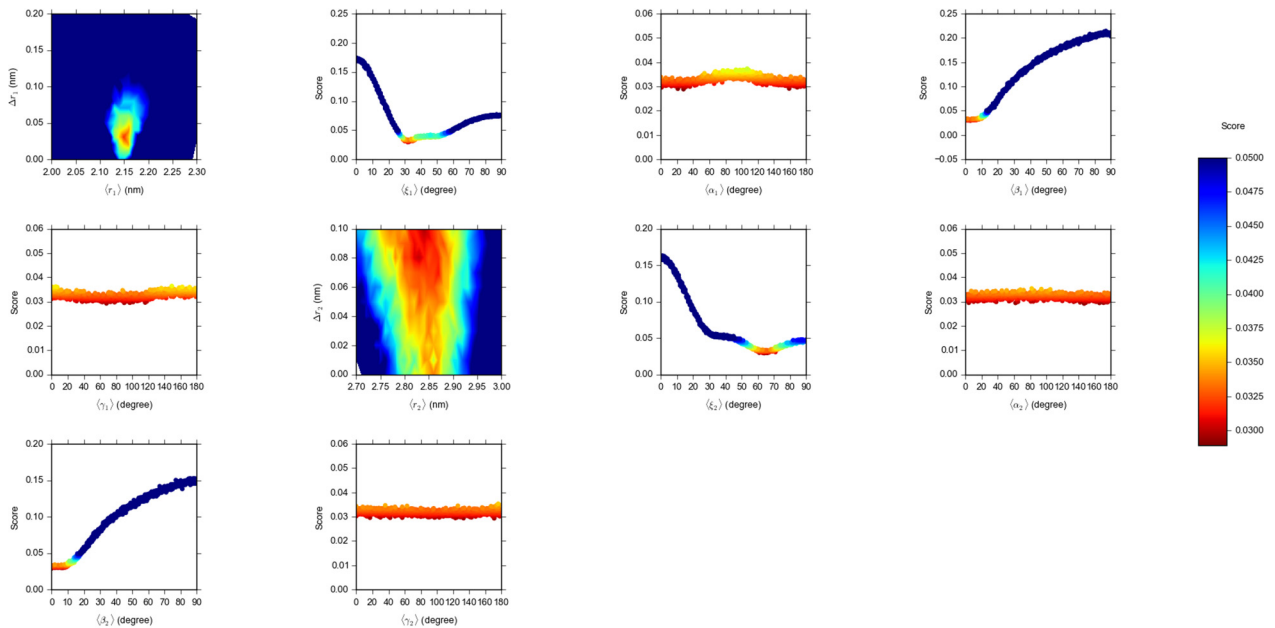 0.20
0.15
0.10
0.05
0.00
Δr₁ (nm)
2.00 2.05 2.10 2.15 2.20 2.25 2.30
⟨r₁⟩ (nm)
0.25
0.20
0.15
0.10
0.05
0.00
Score
0 10 20 30 40 50 60 70 80 90
⟨ξ₁⟩ (degree)
0.06
0.05
0.04
0.03
0.02
0.01
0.00
Score
0 20 40 60 80 100 120 140 160 180
⟨α₁⟩ (degree)
0.25
0.20
0.15
0.10
0.05
0.00
−0.05
Score
0 10 20 30 40 50 60 70 80 90
⟨β₁⟩ (degree)
Score
0.0500
0.0475
0.0450
0.0425
0.0400
0.0375
0.0350
0.0325
0.0300
0.06
0.05
0.04
0.03
0.02
0.01
0.00
Score
0 20 40 60 80 100 120 140 160 180
⟨γ₁⟩ (degree)
0.10
0.08
0.06
0.04
0.02
0.00
Δr₂ (nm)
2.70 2.75 2.80 2.85 2.90 2.95 3.00
⟨r₂⟩ (nm)
0.20
0.15
0.10
0.05
0.00
Score
0 10 20 30 40 50 60 70 80 90
⟨ξ₂⟩ (degree)
0.06
0.05
0.04
0.03
0.02
0.01
0.00
Score
0 20 40 60 80 100 120 140 160 180
⟨α₂⟩ (degree)
0.20
0.15
0.10
0.05
0.00
Score
0 10 20 30 40 50 60 70 80 90
⟨β₂⟩ (degree)
0.06
0.05
0.04
0.03
0.02
0.01
0.00
Score
0 20 40 60 80 100 120 140 160 180
⟨γ₂⟩ (degree)